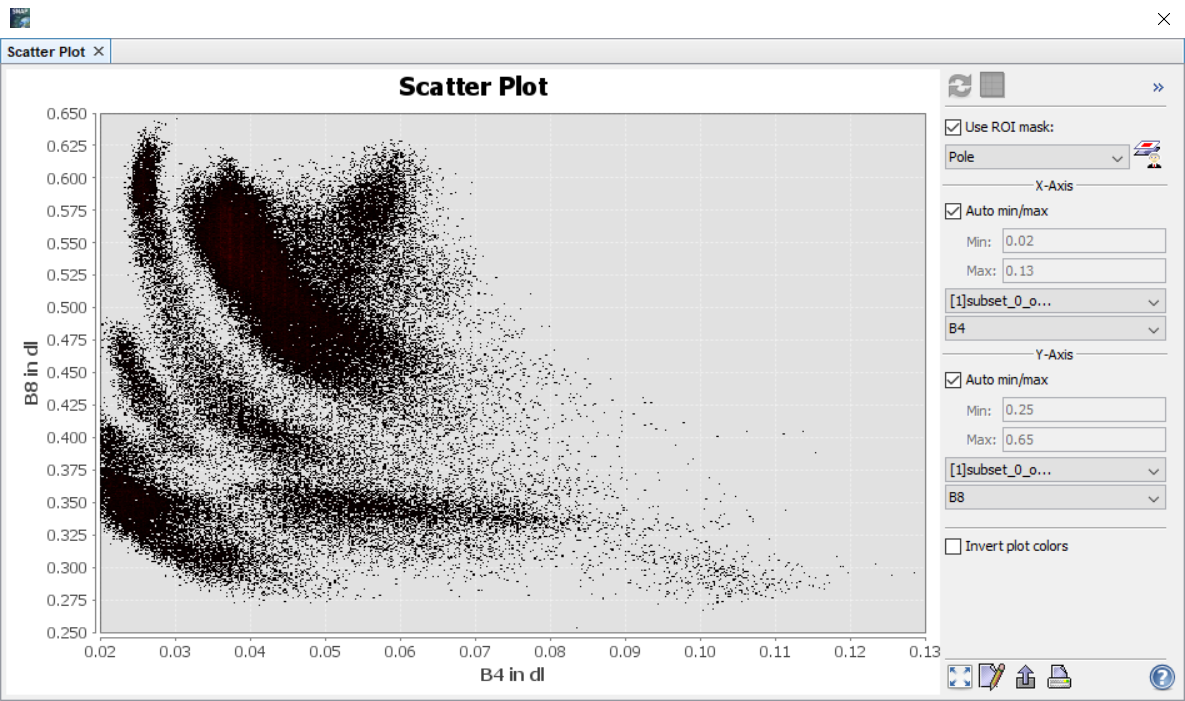 SNAP
Scatter Plot
Scatter Plot
0.650
0.625
0.600
0.575
0.550
0.525
0.500
0.475
0.450
0.425
0.400
0.375
0.350
0.325
0.300
0.275
0.250
B8 in dl
0.02 0.03 0.04 0.05 0.06 0.07 0.08 0.09 0.10 0.11 0.12 0.13
B4 in dl
Use ROI mask:
Pole
X-Axis
Auto min/max
Min: 0.02
Max: 0.13
[1]subset_0_o...
B4
Y-Axis
Auto min/max
Min: 0.25
Max: 0.65
[1]subset_0_o...
B8
Invert plot colors